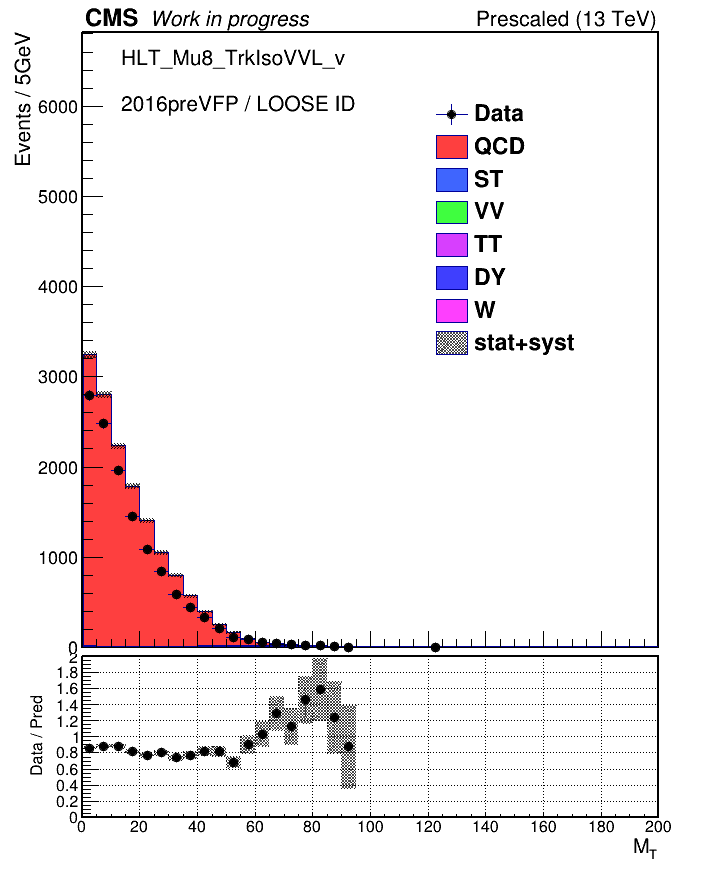 CMS Work in progress Prescaled (13 TeV)
HLT_Mu8_TrkIsoVVL_v
2016preVFP / LOOSE ID
Events / 5GeV
6000
5000
4000
3000
2000
1000
0
Data
QCD
ST
VV
TT
DY
W
stat+syst
Data / Pred
2
1.8
1.6
1.4
1.2
1
0.8
0.6
0.4
0.2
0
0 20 40 60 80 100 120 140 160 180 200
M_T